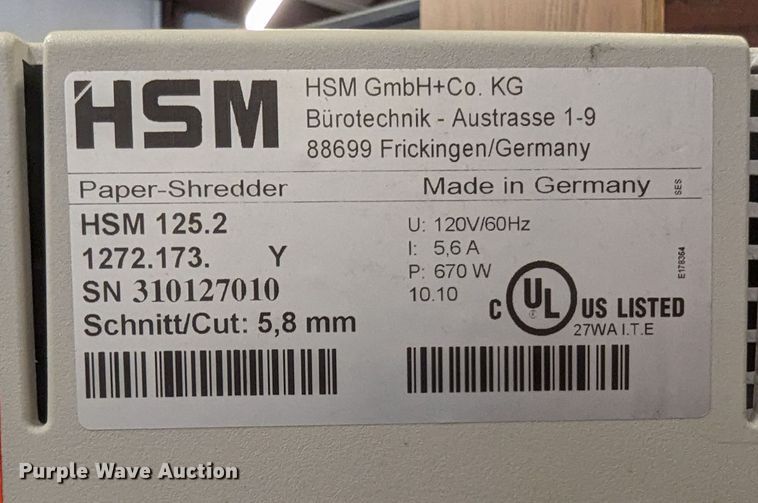 HSM
HSM GmbH+Co. KG
Bürotechnik - Austrasse 1-9
88699 Frickingen/Germany
Paper-Shredder
Made in Germany
SES
HSM 125.2
1272.173. Y
SN 310127010
Schnitt/Cut: 5,8 mm
U: 120V/60Hz
I: 5,6 A
P: 670 W
10.10
E178364
C UL US LISTED
27WA I.T.E
Purple Wave Auction